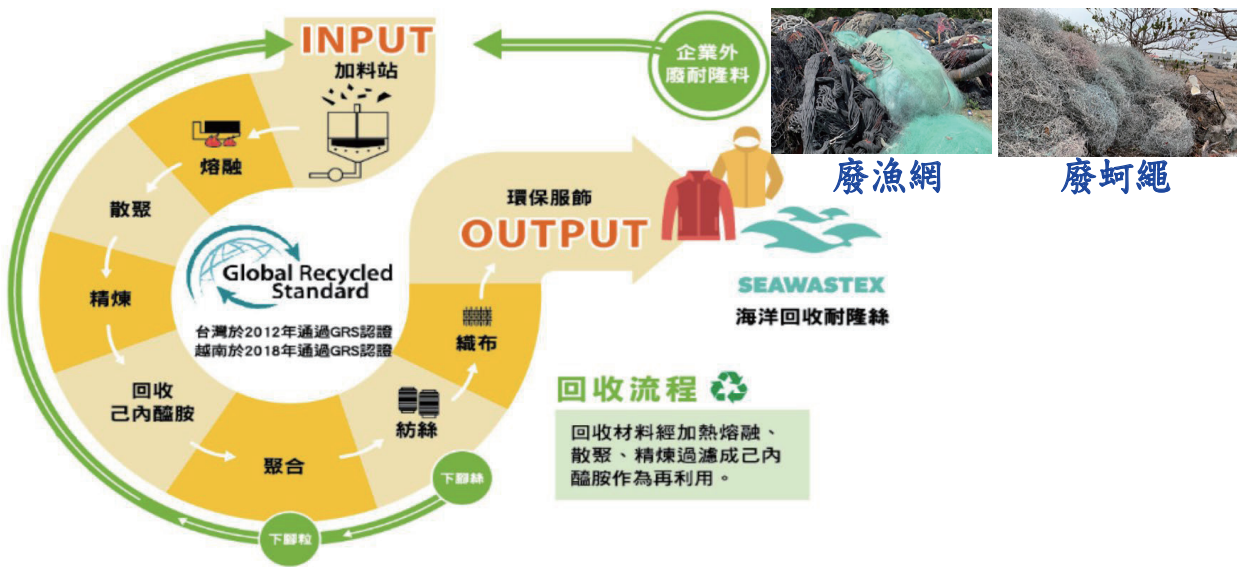 INPUT
加料站
企業外
廢耐隆料
廢漁網
廢蚵繩
熔融
散聚
精煉
回收
己內醯胺
聚合
紡絲
織布
環保服飾
OUTPUT
Global Recycled
Standard
台灣於2012年通過GRS認證
越南於2018年通過GRS認證
SEAWASTEX
海洋回收耐隆絲
下腳絲
下腳粒
回收流程
回收材料經加熱熔融、
散聚、精煉過濾成己內
醯胺作為再利用。